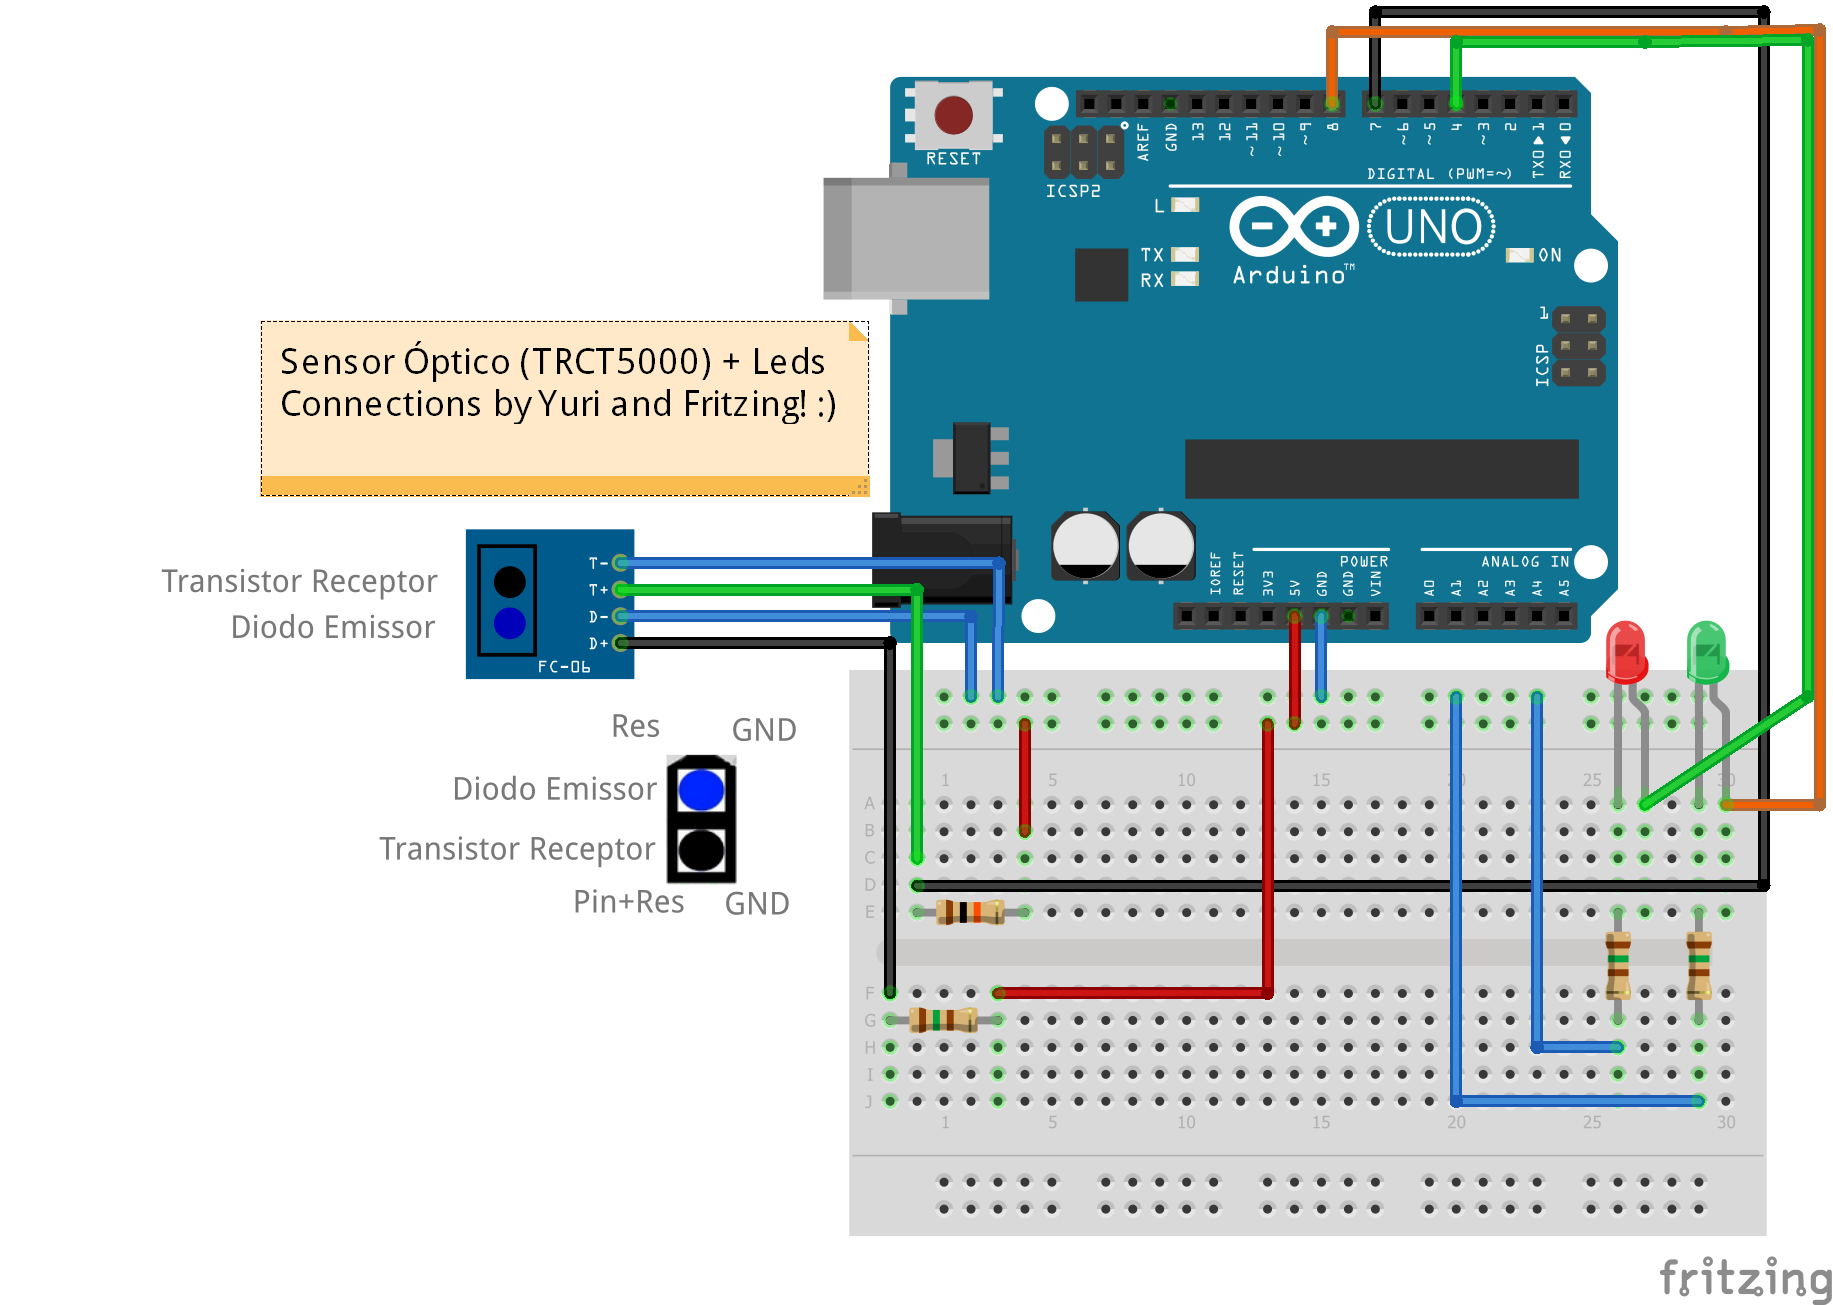 RESET
ICSP2
AREF
GND
13
12
~11
~10
~9
8
7
~6
~5
4
~3
2
TX0▶1
RX0◀0
DIGITAL (PWM=~)
L
TX
RX
UNO
Arduino™
ON
1
ICSP
Sensor Óptico (TRCT5000) + Leds
Connections by Yuri and Fritzing! :)
IOREF
RESET
3V3
5V
GND
GND
VIN
POWER
ANALOG IN
A0
A1
A2
A3
A4
A5
T-
T+
D-
D+
FC-06
Transistor Receptor
Diodo Emissor
Res
GND
Diodo Emissor
Transistor Receptor
Pin+Res
GND
1 5 10 15 20 25 30
A
B
C
D
E
F
G
H
I
J
1 5 10 15 20 25 30
fritzing